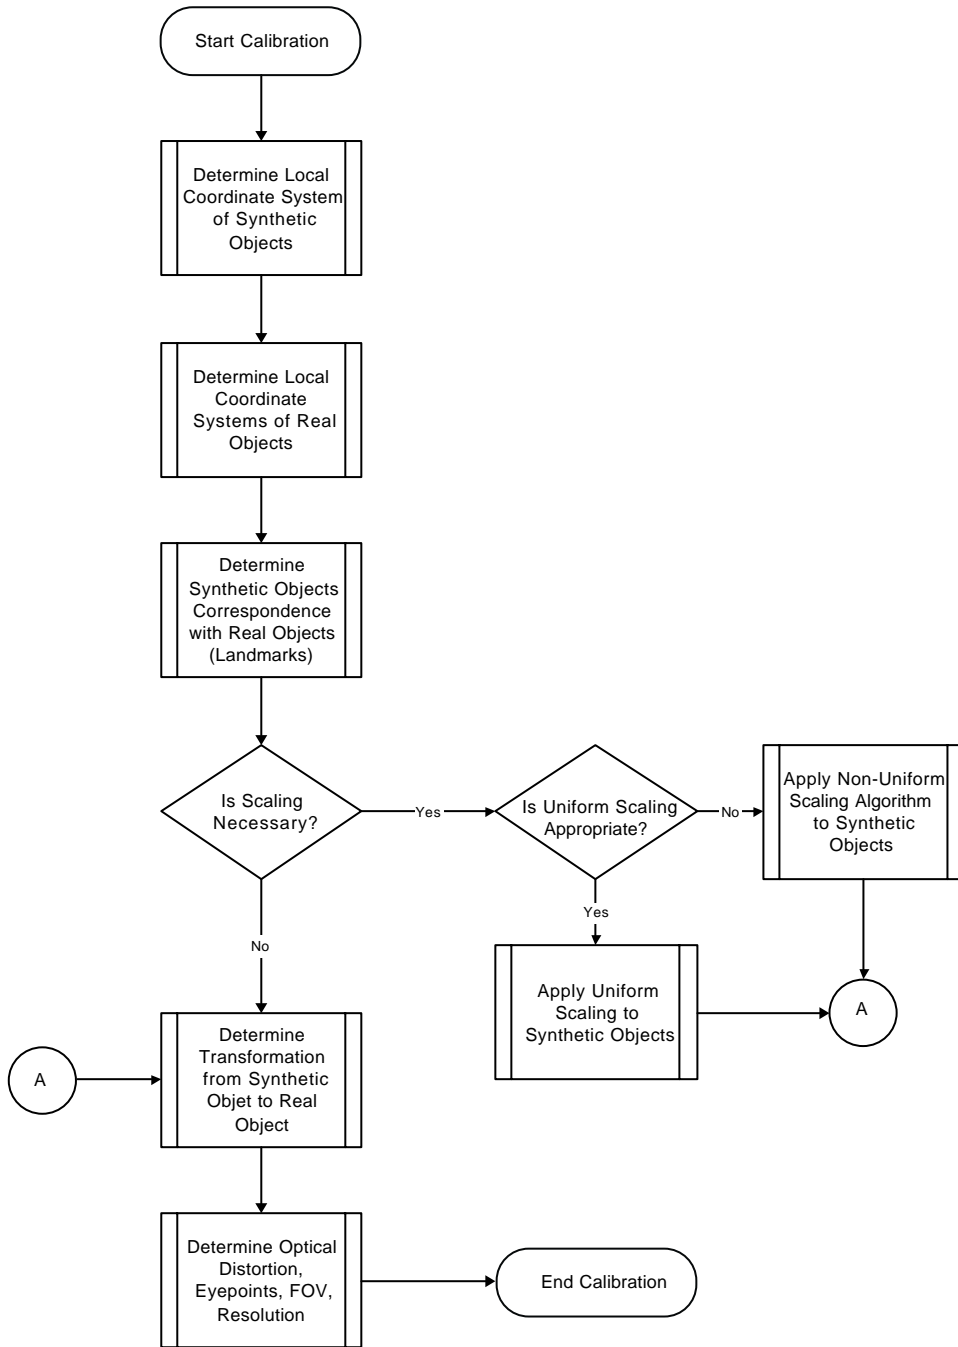 Start Calibration
Determine Local
Coordinate System
of Synthetic
Objects
Determine Local
Coordinate
Systems of Real
Objects
Determine
Synthetic Objects
Correspondence
with Real Objects
(Landmarks)
Is Scaling
Necessary?
Yes
Is Uniform Scaling
Appropriate?
No
Apply Non-Uniform
Scaling Algorithm
to Synthetic
Objects
Yes
No
Apply Uniform
Scaling to
Synthetic Objects
A
A
Determine
Transformation
from Synthetic
Objet to Real
Object
Determine Optical
Distortion,
Eyepoints, FOV,
Resolution
End Calibration